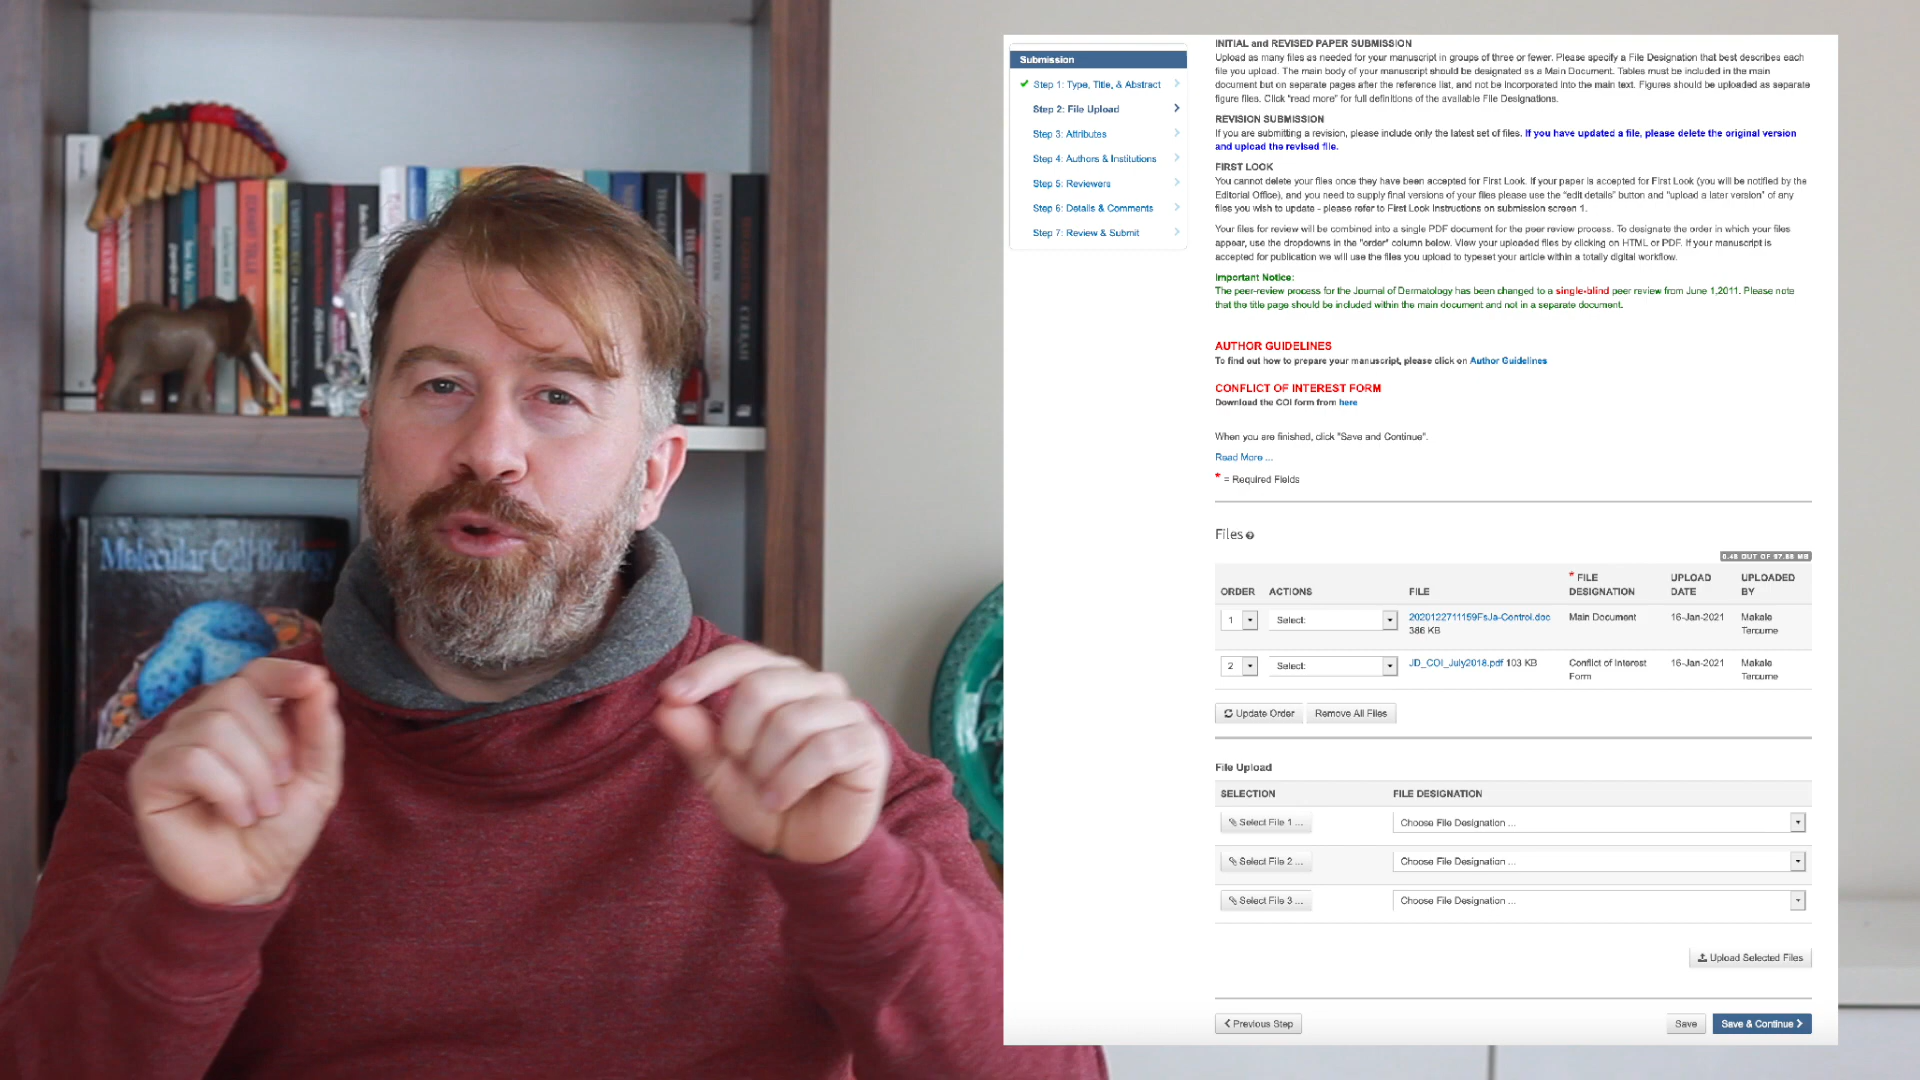 Molecular Cell Biology
Submission
Step 1: Type, Title, & Abstract
Step 2: File Upload
Step 3: Attributes
Step 4: Authors & Institutions
Step 5: Reviewers
Step 6: Details & Comments
Step 7: Review & Submit
INITIAL and REVISED PAPER SUBMISSION
Upload as many files as needed for your manuscript in groups of three or fewer. Please specify a File Designation that best describes each
file you upload. The main body of your manuscript should be designated as a Main Document. Tables must be included in the main
document but on separate pages after the reference list, and not be incorporated into the main text. Figures should be uploaded as separate
figure files. Click "read more" for full definitions of the available File Designations.
REVISION SUBMISSION
If you are submitting a revision, please include only the latest set of files. If you have updated a file, please delete the original version
and upload the revised file.
FIRST LOOK
You cannot delete your files once they have been accepted for First Look. If your paper is accepted for First Look (you will be notified by the
Editorial Office), and you need to supply final versions of your files please use the "edit details" button and "upload a later version" of any
files you wish to update - please refer to First Look Instructions on submission screen 1.
Your files for review will be combined into a single PDF document for the peer review process. To designate the order in which your files
appear, use the dropdowns in the "order" column below. View your uploaded files by clicking on HTML or PDF. If your manuscript is
accepted for publication we will use the files you upload to typeset your article within a totally digital workflow.
Important Notice:
The peer-review process for the Journal of Dermatology has been changed to a single-blind peer review from June 1,2011. Please note
that the title page should be included within the main document and not in a separate document.
AUTHOR GUIDELINES
To find out how to prepare your manuscript, please click on Author Guidelines
CONFLICT OF INTEREST FORM
Download the COI form from here
When you are finished, click "Save and Continue".
Read More ...
* = Required Fields
Files
0.48 OUT OF 97.66 MB
ORDER ACTIONS FILE * FILE DESIGNATION UPLOAD DATE UPLOADED BY
1 Select: 2020122711159FsJa-Control.doc 386 KB Main Document 16-Jan-2021 Makale Tercume
2 Select: JD_COI_July2018.pdf 103 KB Conflict of Interest Form 16-Jan-2021 Makale Tercume
Update Order Remove All Files
File Upload
SELECTION FILE DESIGNATION
Select File 1 ... Choose File Designation ...
Select File 2 ... Choose File Designation ...
Select File 3 ... Choose File Designation ...
Upload Selected Files
Previous Step Save Save & Continue